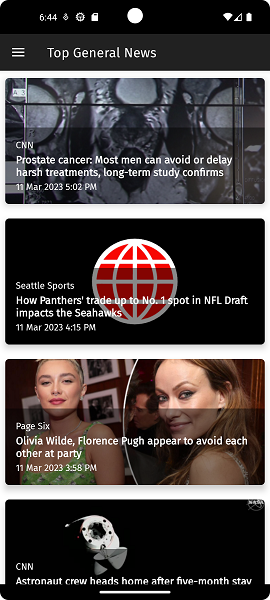 6:44
Top General News
A 3
CNN
Prostate cancer: Most men can avoid or delay
harsh treatments, long-term study confirms
11 Mar 2023 5:02 PM
Seattle Sports
How Panthers' trade up to No. 1 spot in NFL Draft
impacts the Seahawks
11 Mar 2023 4:15 PM
Page Six
Olivia Wilde, Florence Pugh appear to avoid each
other at party
11 Mar 2023 3:58 PM
NASA
CNN
Astronaut crew heads home after five-month stay